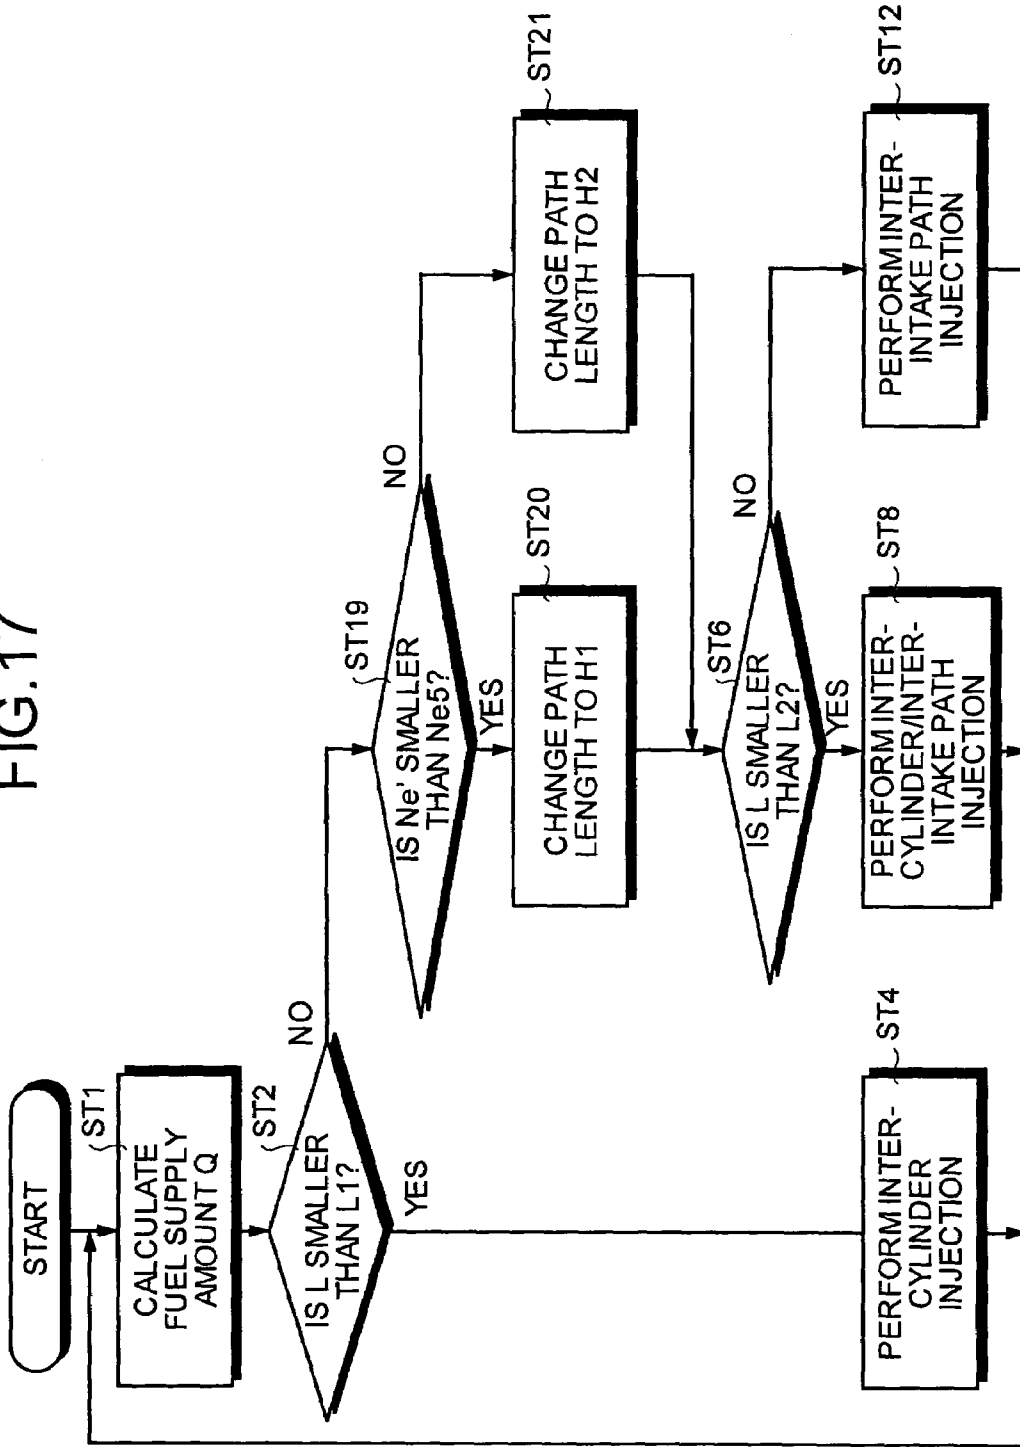 FIG.17
START
ST1
CALCULATE
FUEL SUPPLY
AMOUNT Q
ST2
IS L SMALLER
THAN L1?
NO
YES
ST19
IS Ne' SMALLER
THAN Ne5?
NO
YES
ST20
CHANGE PATH
LENGTH TO H1
ST21
CHANGE PATH
LENGTH TO H2
ST6
IS L SMALLER
THAN L2?
NO
YES
ST4
PERFORM INTER-
CYLINDER
INJECTION
ST8
PERFORM INTER-
CYLINDER/INTER-
INTAKE PATH
INJECTION
ST12
PERFORM INTER-
INTAKE PATH
INJECTION